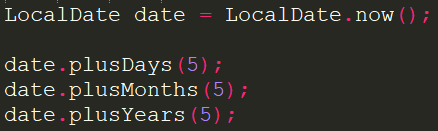 LocalDate date = LocalDate.now();
date.plusDays(5);
date.plusMonths(5);
date.plusYears(5);